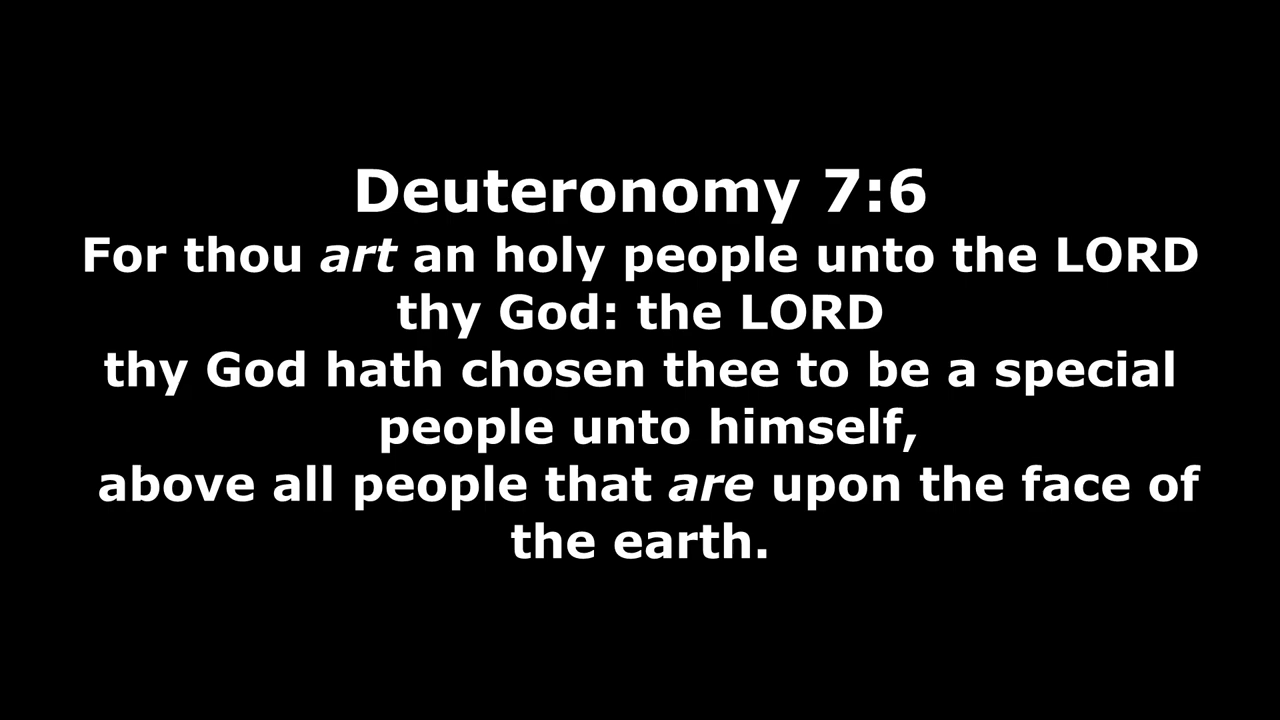 Deuteronomy 7:6
For thou art an holy people unto the LORD
thy God: the LORD
thy God hath chosen thee to be a special
people unto himself,
above all people that are upon the face of
the earth.